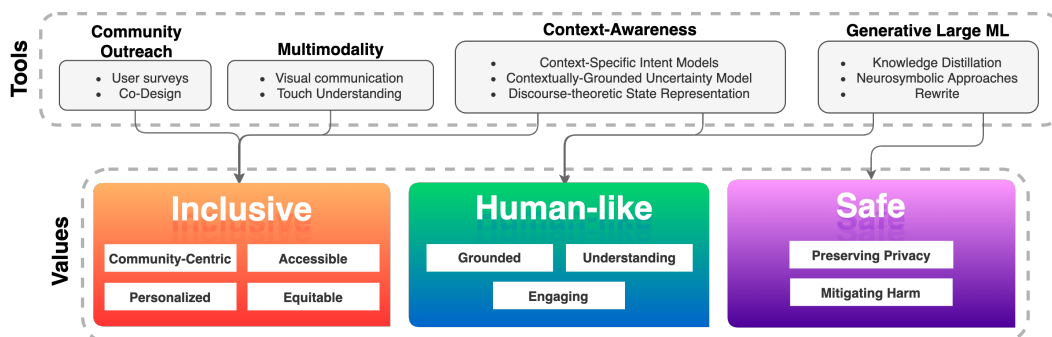 Tools
Community
Outreach
• User surveys
• Co-Design
Multimodality
• Visual communication
• Touch Understanding
Context-Awareness
• Context-Specific Intent Models
• Contextually-Grounded Uncertainty Model
• Discourse-theoretic State Representation
Generative Large ML
• Knowledge Distillation
• Neurosymbolic Approaches
• Rewrite
Values
Inclusive
Community-Centric
Accessible
Personalized
Equitable
Human-like
Grounded
Understanding
Engaging
Safe
Preserving Privacy
Mitigating Harm